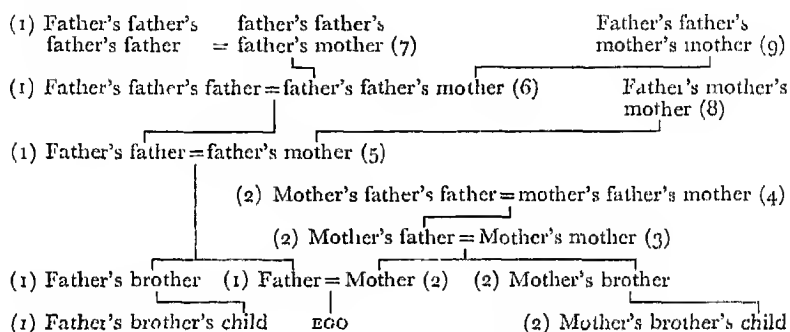 (1) Father's father's father's father's
father's father = father's mother (7) Father's father's
mother's mother (9)
(1) Father's father's father = father's father's mother (6) Father's mother's
mother (8)
(1) Father's father = father's mother (5)
(2) Mother's father's father = mother's father's mother (4)
(2) Mother's father = Mother's mother (3)
(1) Father's brother (1) Father = Mother (2) (2) Mother's brother
(1) Father's brother's child EGO (2) Mother's brother's child